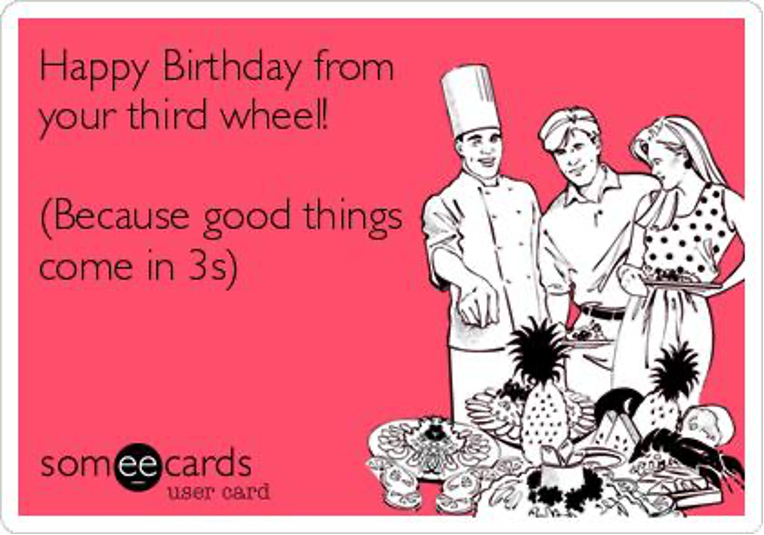 Happy Birthday from
your third wheel!
(Because good things
come in 3s)
someecards
user card